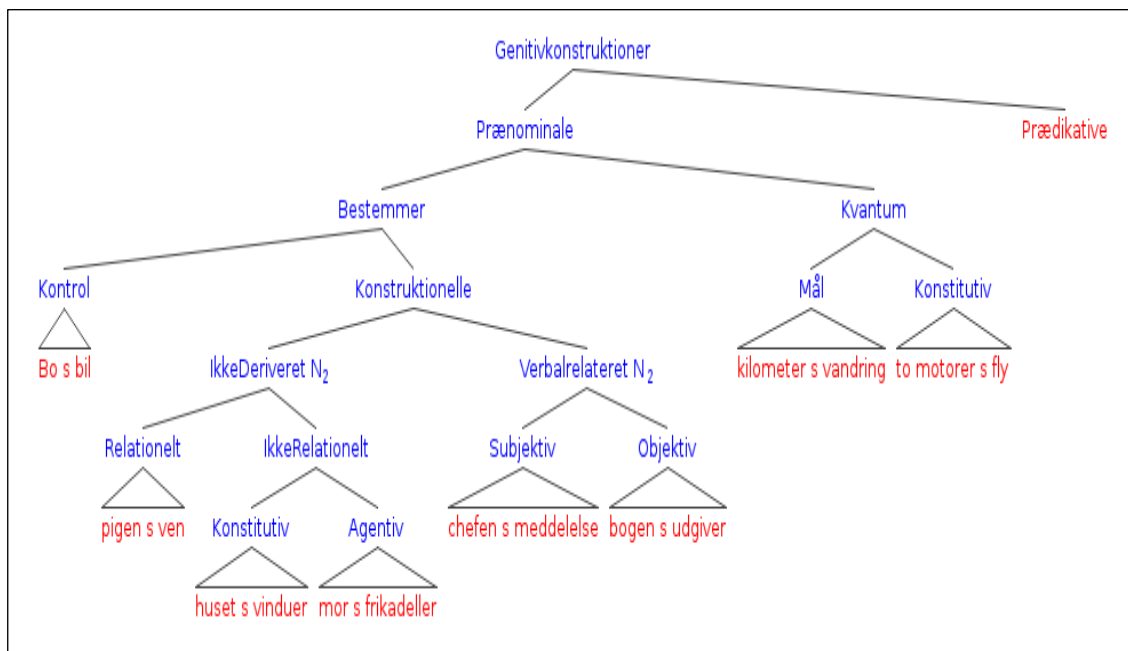 Genitivkonstruktioner
Prænominale Prædikative
Bestemmer Kvantum
Kontrol Konstruktionelle Mål Konstitutiv
Bo s bil IkkeDeriveret N₂ Verbalrelateret N₂ kilometer s vandring to motorer s fly
Relationelt IkkeRelationelt Subjektiv Objektiv
pigen s ven Konstitutiv Agentiv chefen s meddelelse bogen s udgiver
huset s vinduer mor s frikadeller